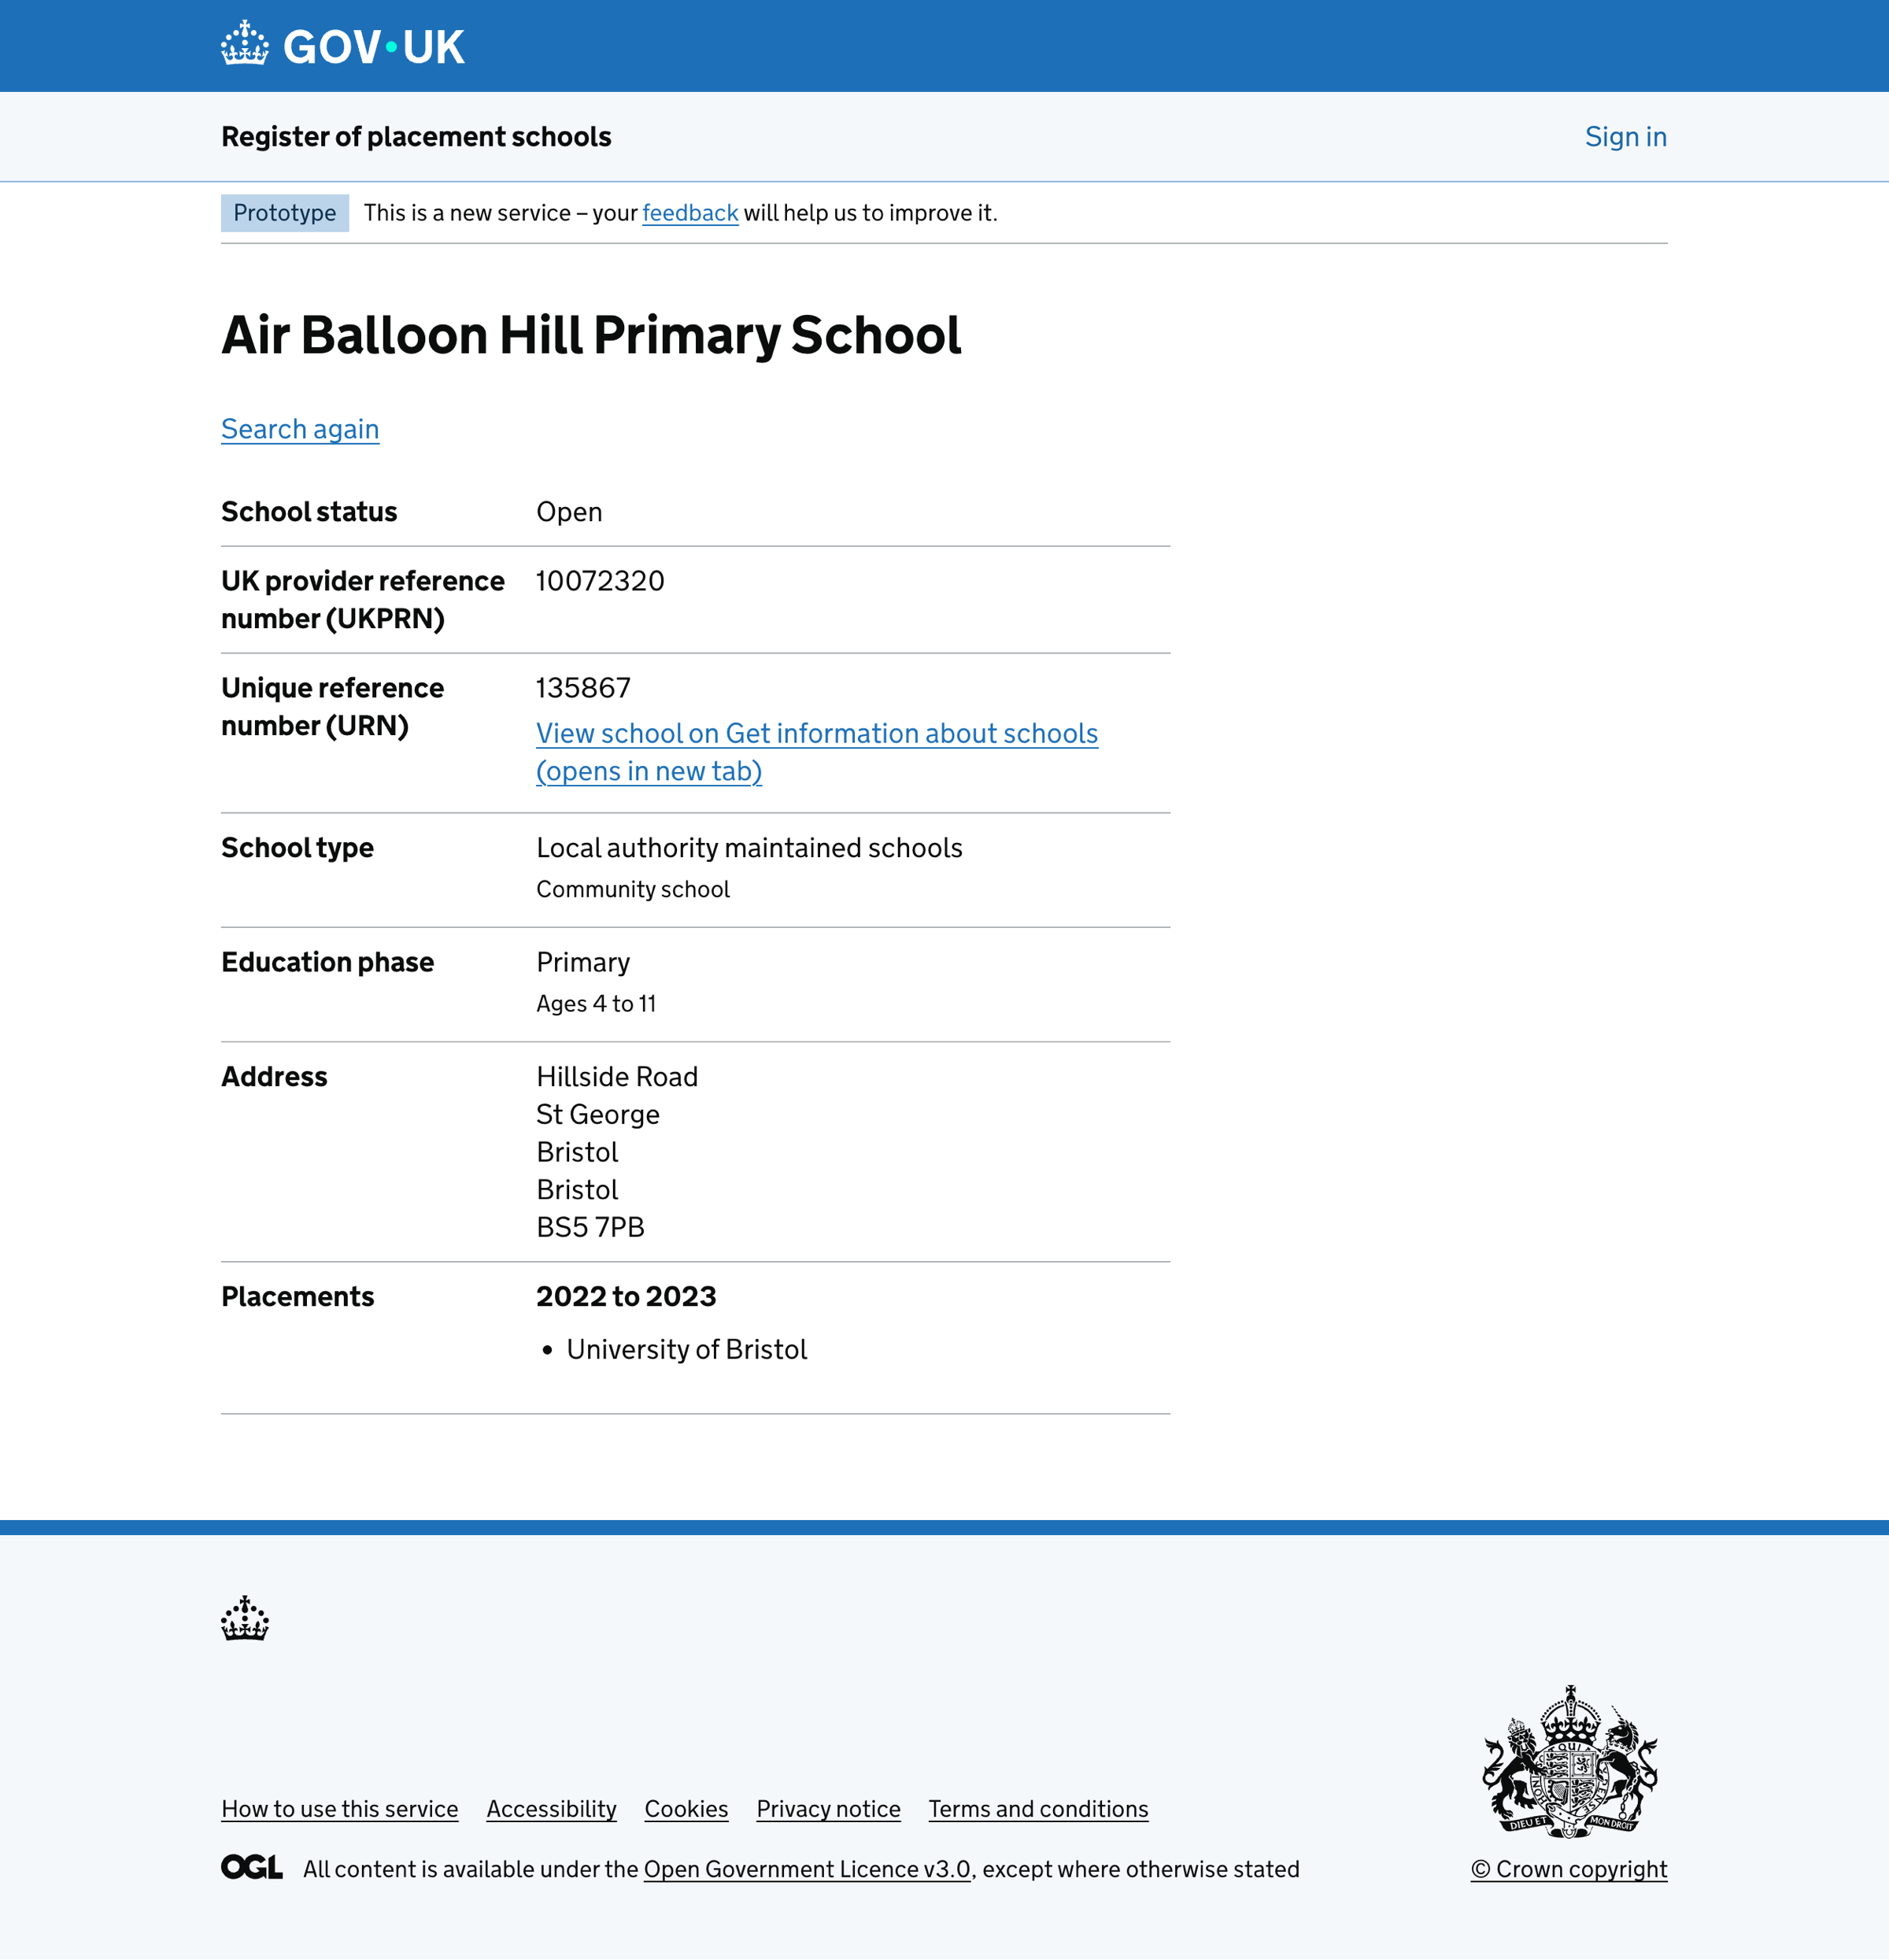 GOV·UK
Register of placement schools
Sign in
Prototype
This is a new service – your feedback will help us to improve it.
Air Balloon Hill Primary School
Search again
School status
Open
UK provider reference
number (UKPRN)
10072320
Unique reference
number (URN)
135867
View school on Get information about schools
(opens in new tab)
School type
Local authority maintained schools
Community school
Education phase
Primary
Ages 4 to 11
Address
Hillside Road
St George
Bristol
Bristol
BS5 7PB
Placements
2022 to 2023
• University of Bristol
How to use this service
Accessibility
Cookies
Privacy notice
Terms and conditions
OGL
All content is available under the Open Government Licence v3.0, except where otherwise stated
DIEU ET MON DROIT
© Crown copyright